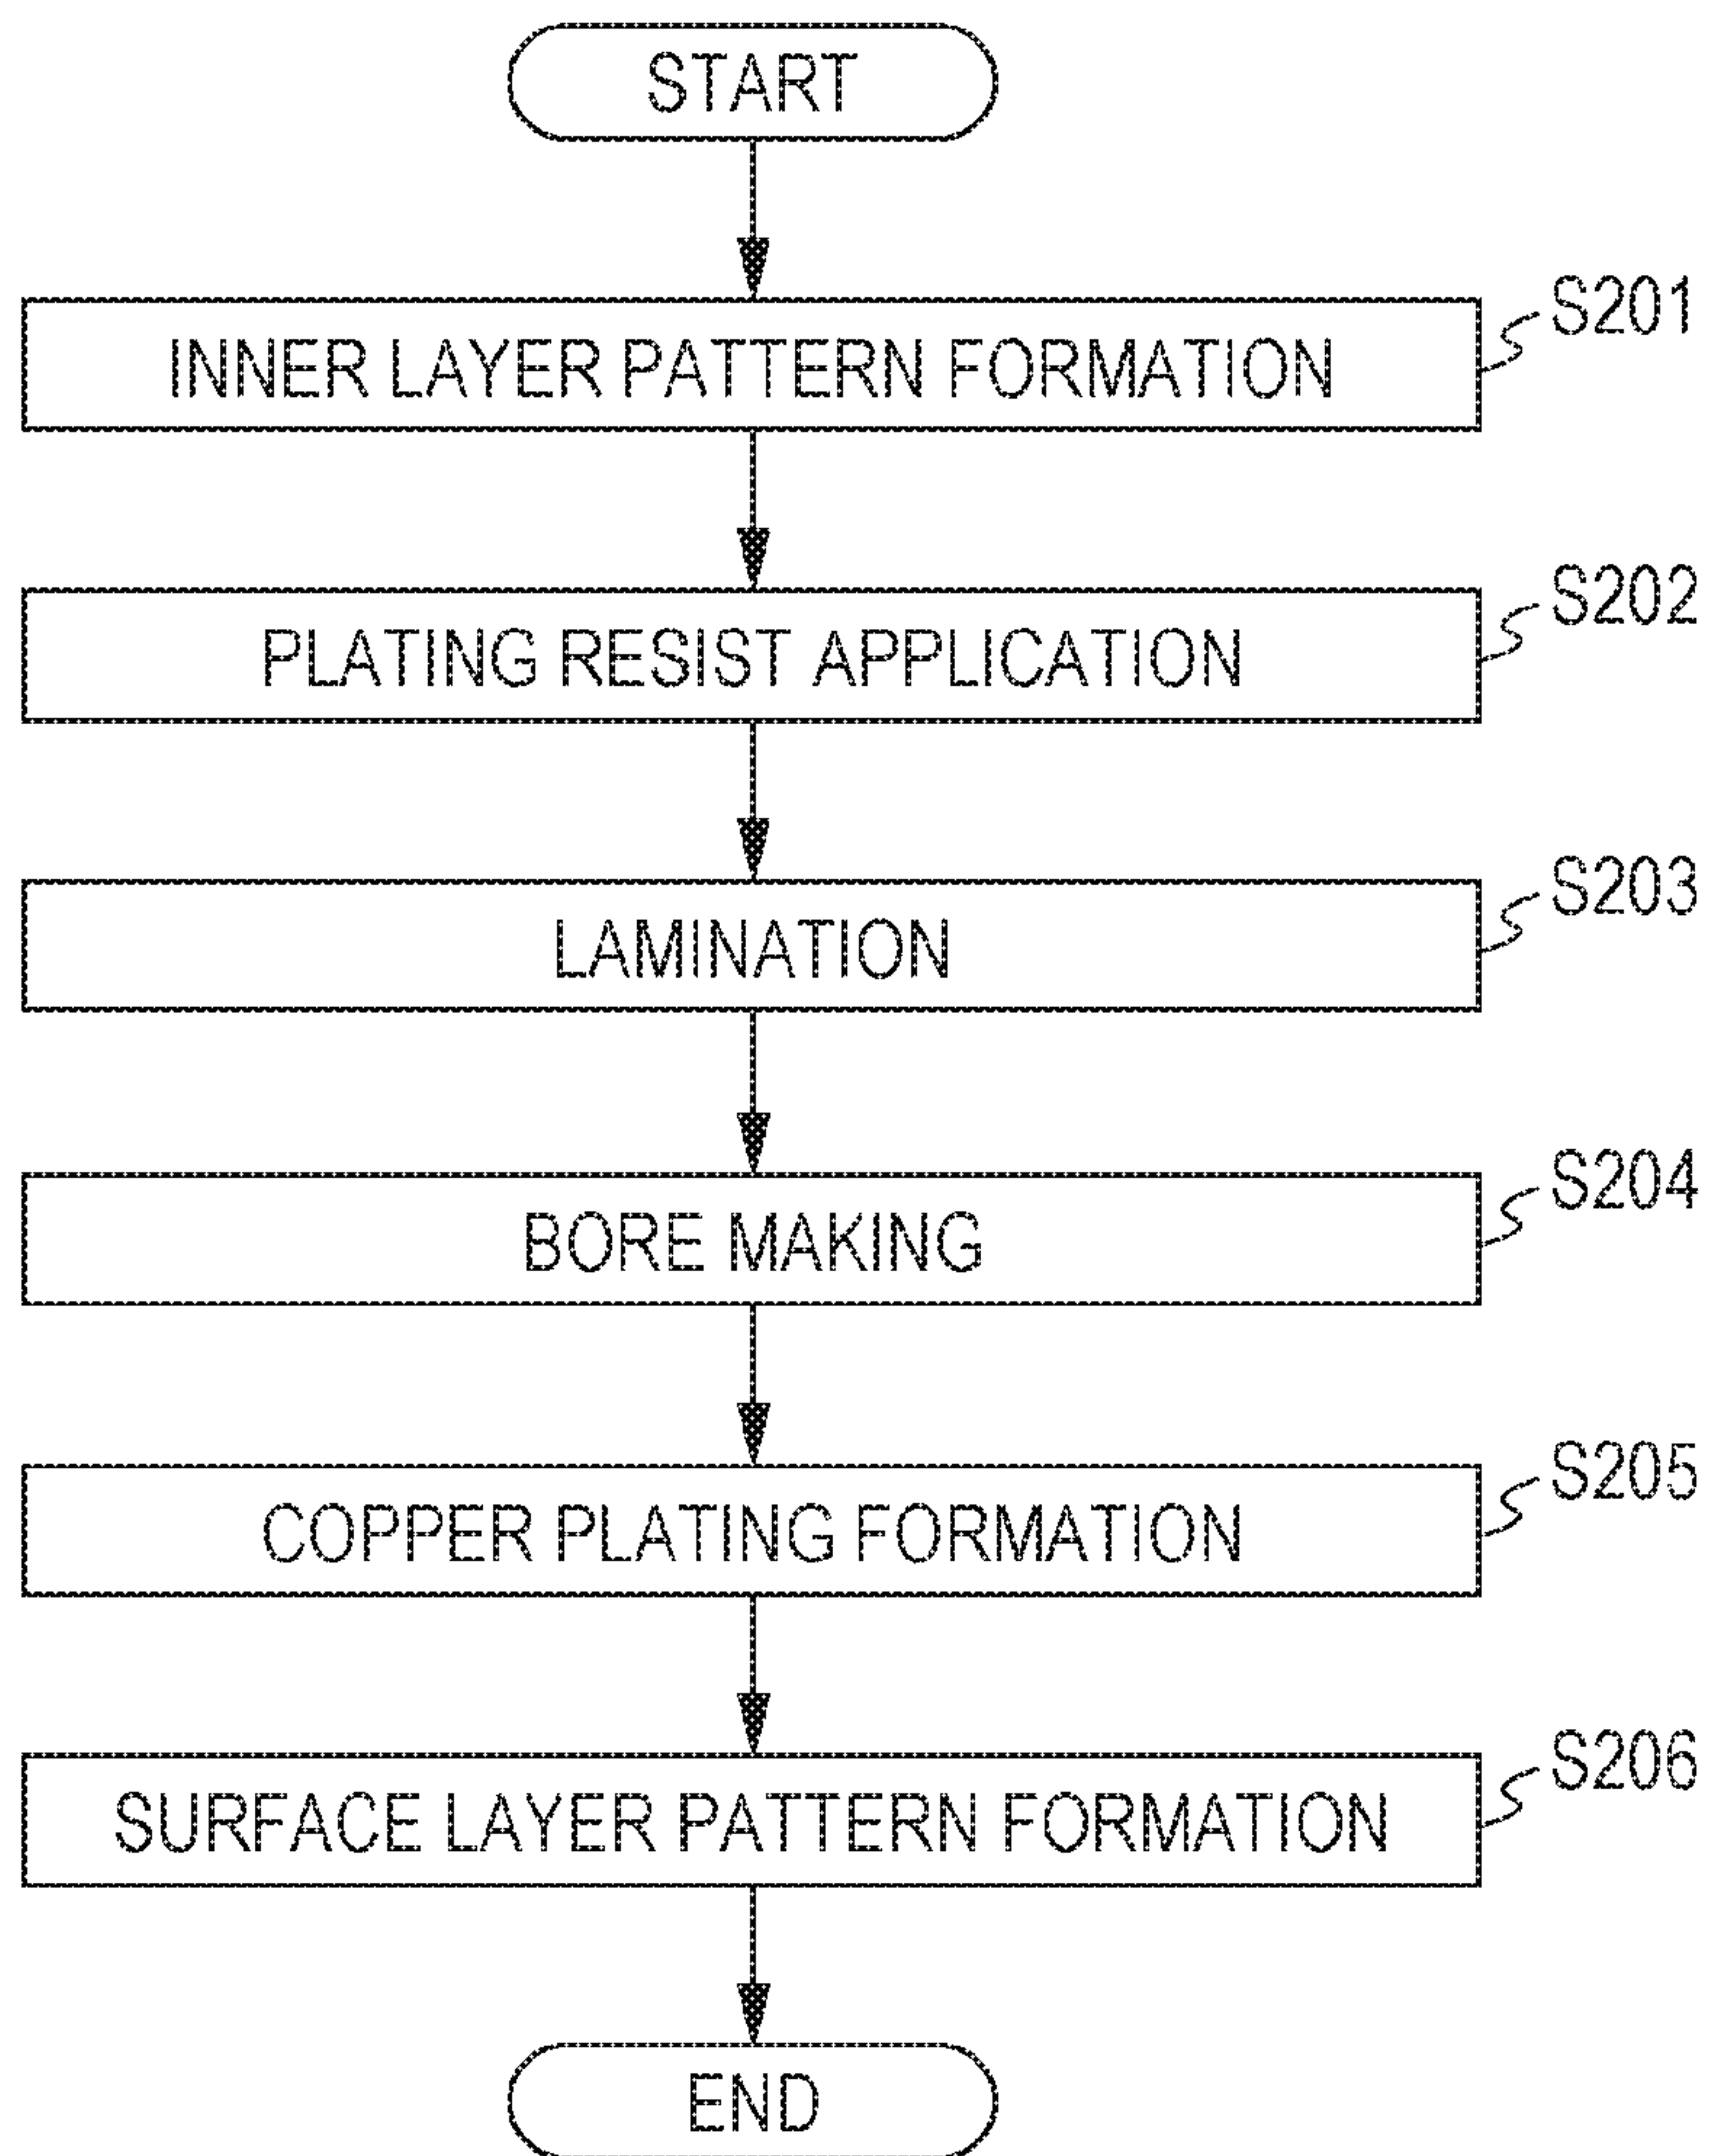 START
INNER LAYER PATTERN FORMATION
S201
PLATING RESIST APPLICATION
S202
LAMINATION
S203
BORE MAKING
S204
COPPER PLATING FORMATION
S205
SURFACE LAYER PATTERN FORMATION
S206
END